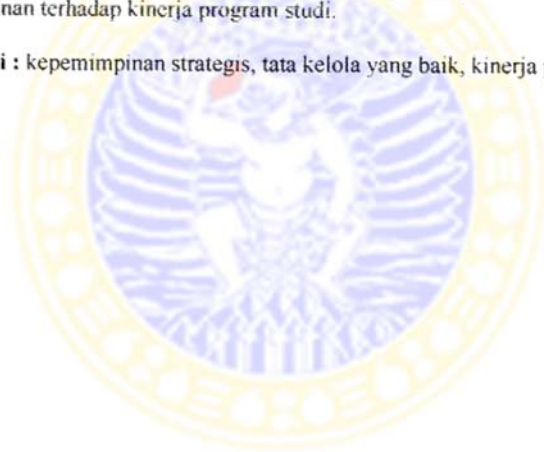 nan terhadap kinerja program studi.
i : kepemimpinan strategis, tata kelola yang baik, kinerja